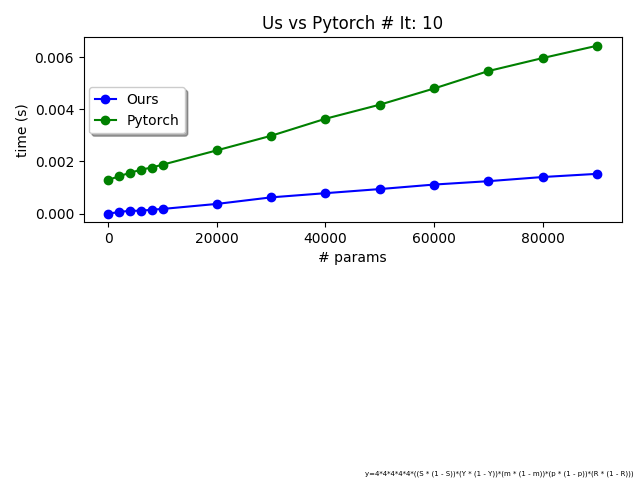 Us vs Pytorch # It: 10
0.006
0.004
0.002
0.000
time (s)
Ours
Pytorch
0 20000 40000 60000 80000
# params
y=4*4*4*4*4*((S * (1 - S))*(Y * (1 - Y))*(m * (1 - m))*(p * (1 - p))*(R * (1 - R)))